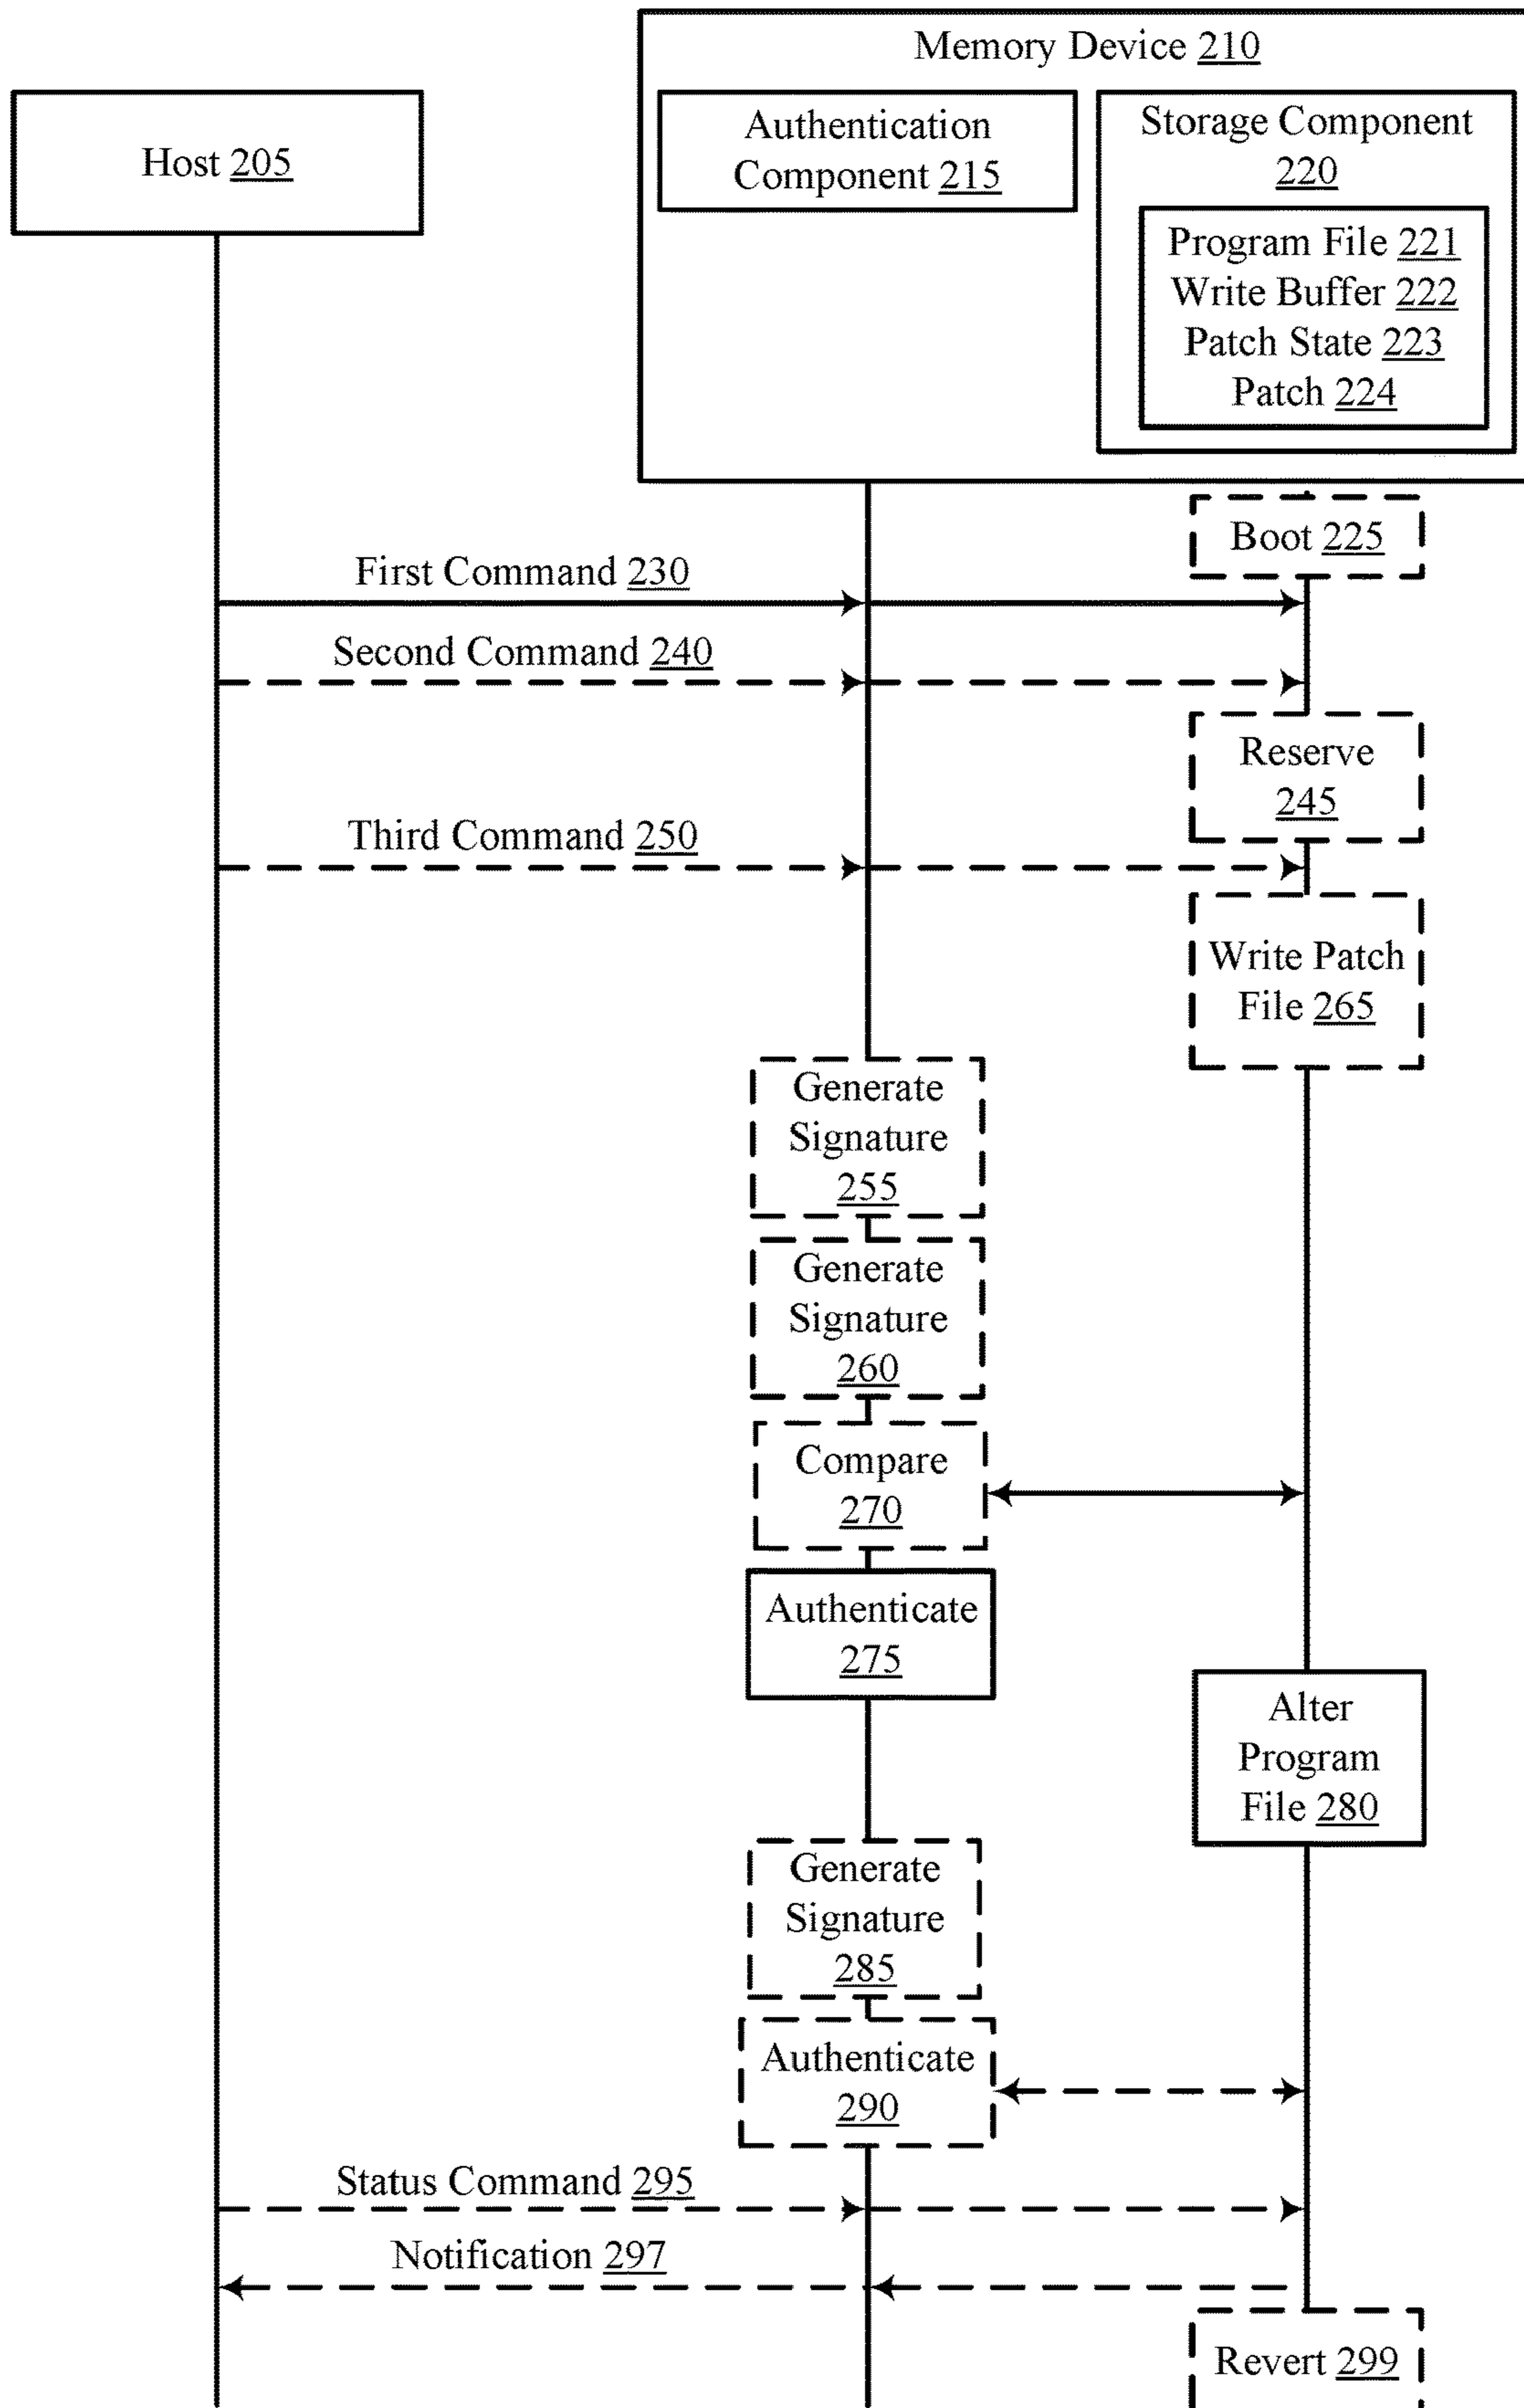 Memory Device 210
Host 205
Authentication
Component 215
Storage Component
220
Program File 221
Write Buffer 222
Patch State 223
Patch 224
Boot 225
First Command 230
Second Command 240
Reserve
245
Third Command 250
Write Patch
File 265
Generate
Signature
255
Generate
Signature
260
Compare
270
Authenticate
275
Alter
Program
File 280
Generate
Signature
285
Authenticate
290
Status Command 295
Notification 297
Revert 299